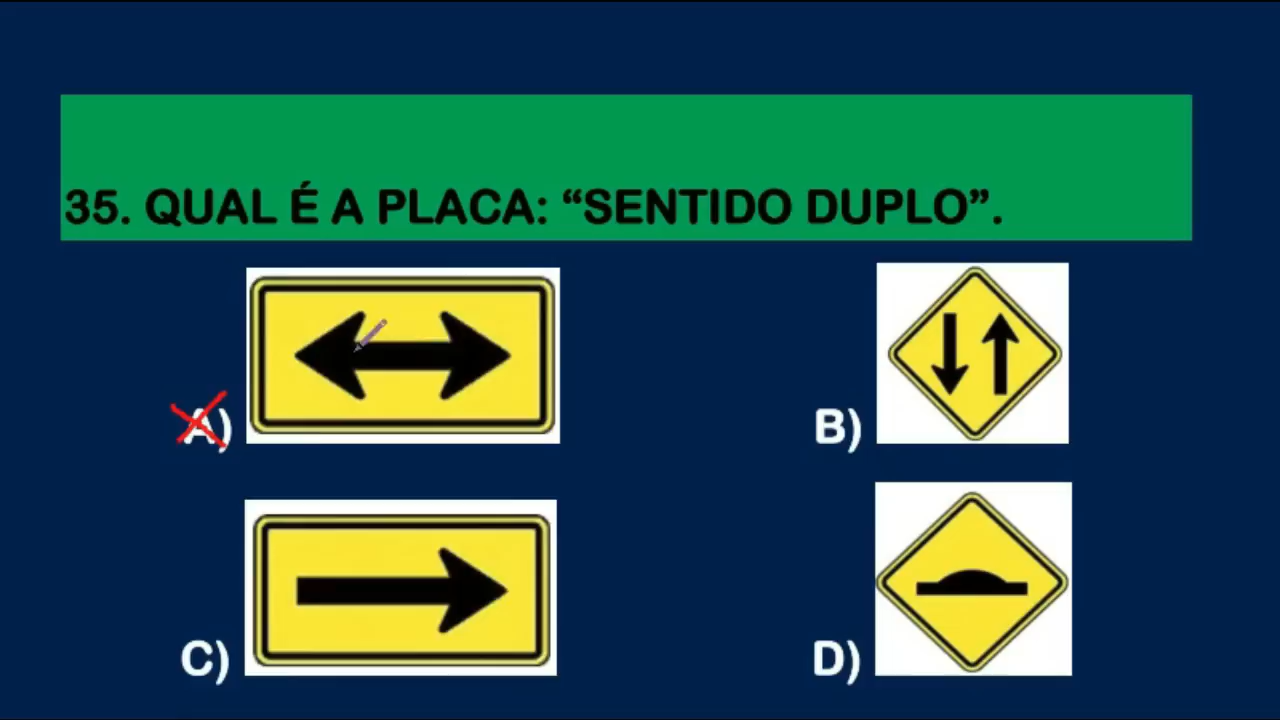 35. QUAL É A PLACA: “SENTIDO DUPLO”.
A)
B)
C)
D)